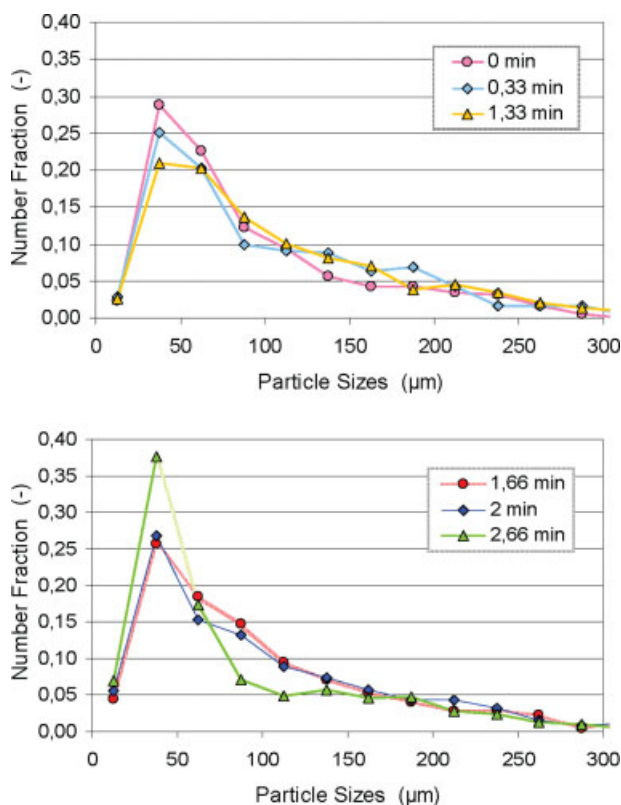 0,40
0,35
0,30
0,25
0,20
0,15
0,10
0,05
0,00
Number Fraction (-)
0 min
0,33 min
1,33 min
0 50 100 150 200 250 300
Particle Sizes (µm)
0,40
0,35
0,30
0,25
0,20
0,15
0,10
0,05
0,00
Number Fraction (-)
1,66 min
2 min
2,66 min
0 50 100 150 200 250 300
Particle Sizes (µm)